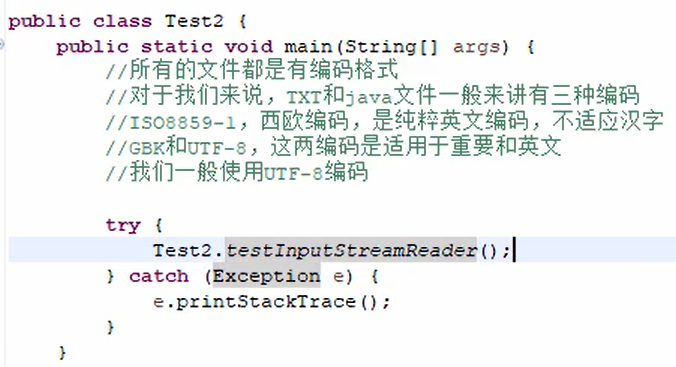 public class Test2 {
public static void main(String[] args) {
//所有的文件都是有编码格式
//对于我们来说，TXT和java文件一般来讲有三种编码
//ISO8859-1，西欧编码，是纯粹英文编码，不适应汉字
//GBK和UTF-8，这两编码是适用于重要和英文
//我们一般使用UTF-8编码
try {
Test2.testInputStreamReader();
} catch (Exception e) {
e.printStackTrace();
}
}